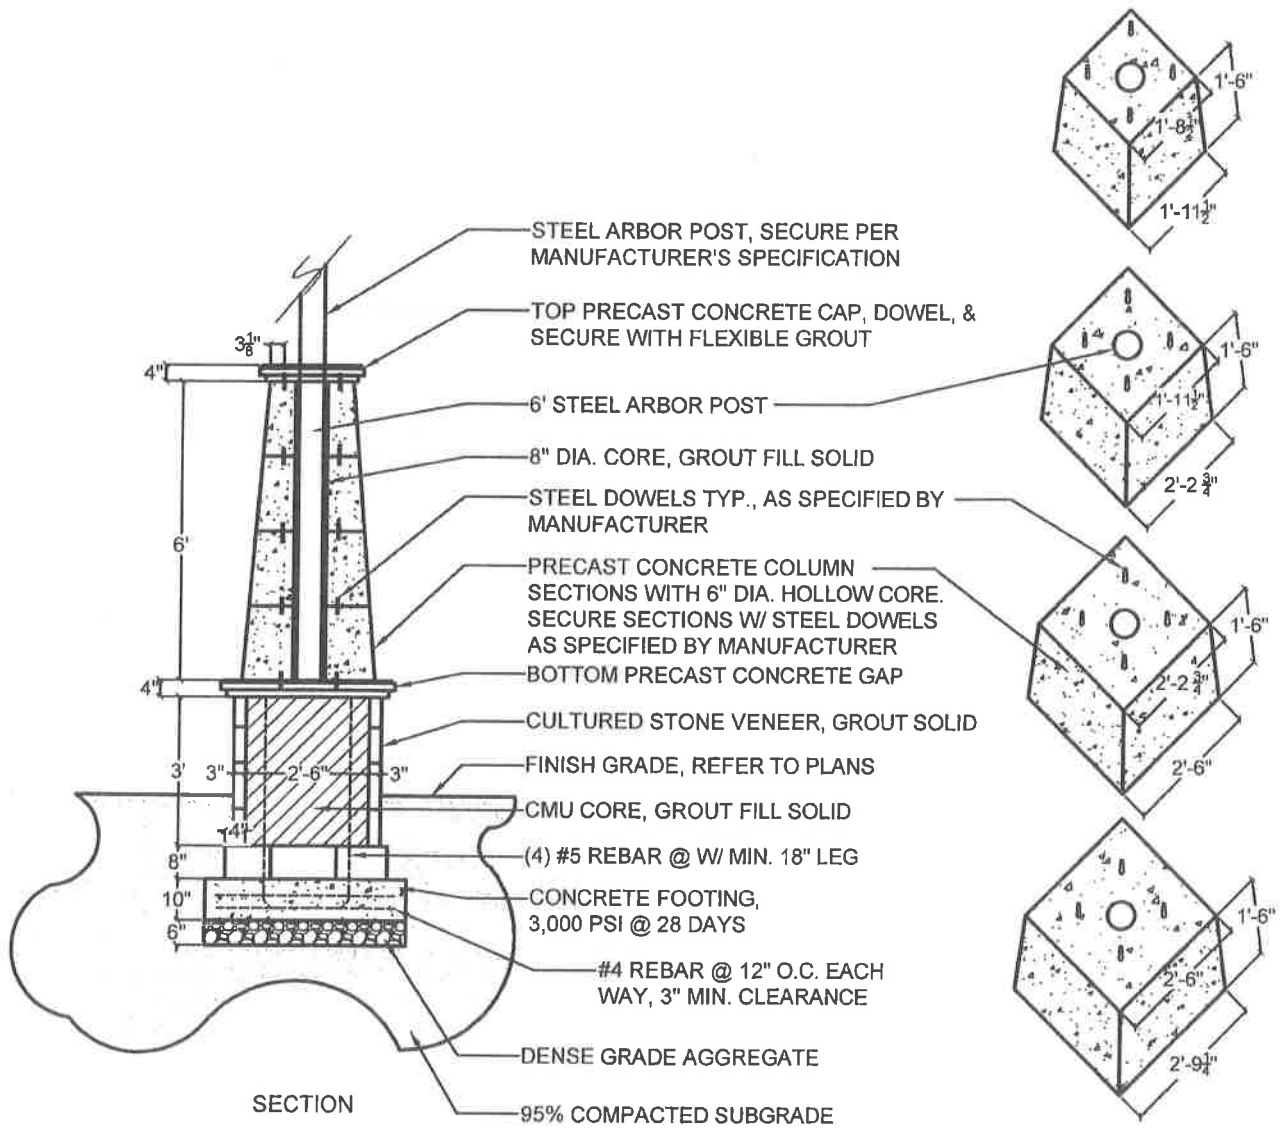 STEEL ARBOR POST, SECURE PER
MANUFACTURER'S SPECIFICATION
TOP PRECAST CONCRETE CAP, DOWEL, &
SECURE WITH FLEXIBLE GROUT
6' STEEL ARBOR POST
8" DIA. CORE, GROUT FILL SOLID
STEEL DOWELS TYP., AS SPECIFIED BY
MANUFACTURER
PRECAST CONCRETE COLUMN
SECTIONS WITH 6" DIA. HOLLOW CORE.
SECURE SECTIONS W/ STEEL DOWELS
AS SPECIFIED BY MANUFACTURER
BOTTOM PRECAST CONCRETE GAP
CULTURED STONE VENEER, GROUT SOLID
FINISH GRADE, REFER TO PLANS
CMU CORE, GROUT FILL SOLID
(4) #5 REBAR @ W/ MIN. 18" LEG
CONCRETE FOOTING,
3,000 PSI @ 28 DAYS
#4 REBAR @ 12" O.C. EACH
WAY, 3" MIN. CLEARANCE
DENSE GRADE AGGREGATE
95% COMPACTED SUBGRADE
3 1/8"
4"
6'
4"
3'
3"
2'-6"
3"
4"
8"
10"
6"
SECTION
1'-6"
1'-8 1/2"
1'-11 1/2"
1'-6"
1'-11 1/2"
2'-2 3/4"
1'-6"
2'-2 3/4"
2'-6"
1'-6"
2'-6"
2'-9 1/4"